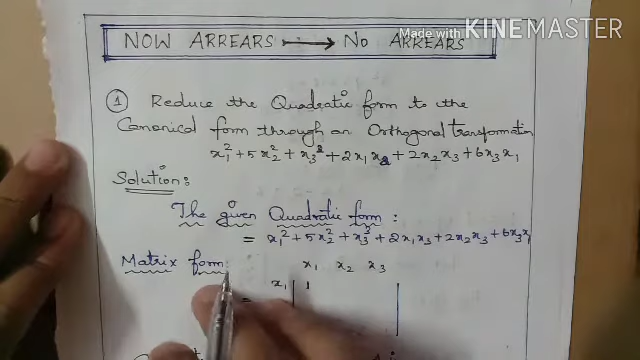 Made with KINEMASTER
NOW ARREARS → No ARREARS
① Reduce the Quadratic form to the
Canonical form through an Orthogonal transformation
x₁² + 5x₂² + x₃² + 2x₁x₂ + 2x₂x₃ + 6x₃x₁
Solution:
The given Quadratic form :
= x₁² + 5x₂² + x₃² + 2x₁x₃ + 2x₂x₃ + 6x₃x₁
Matrix form
x₁ x₂ x₃
x₁ | 1 |
=